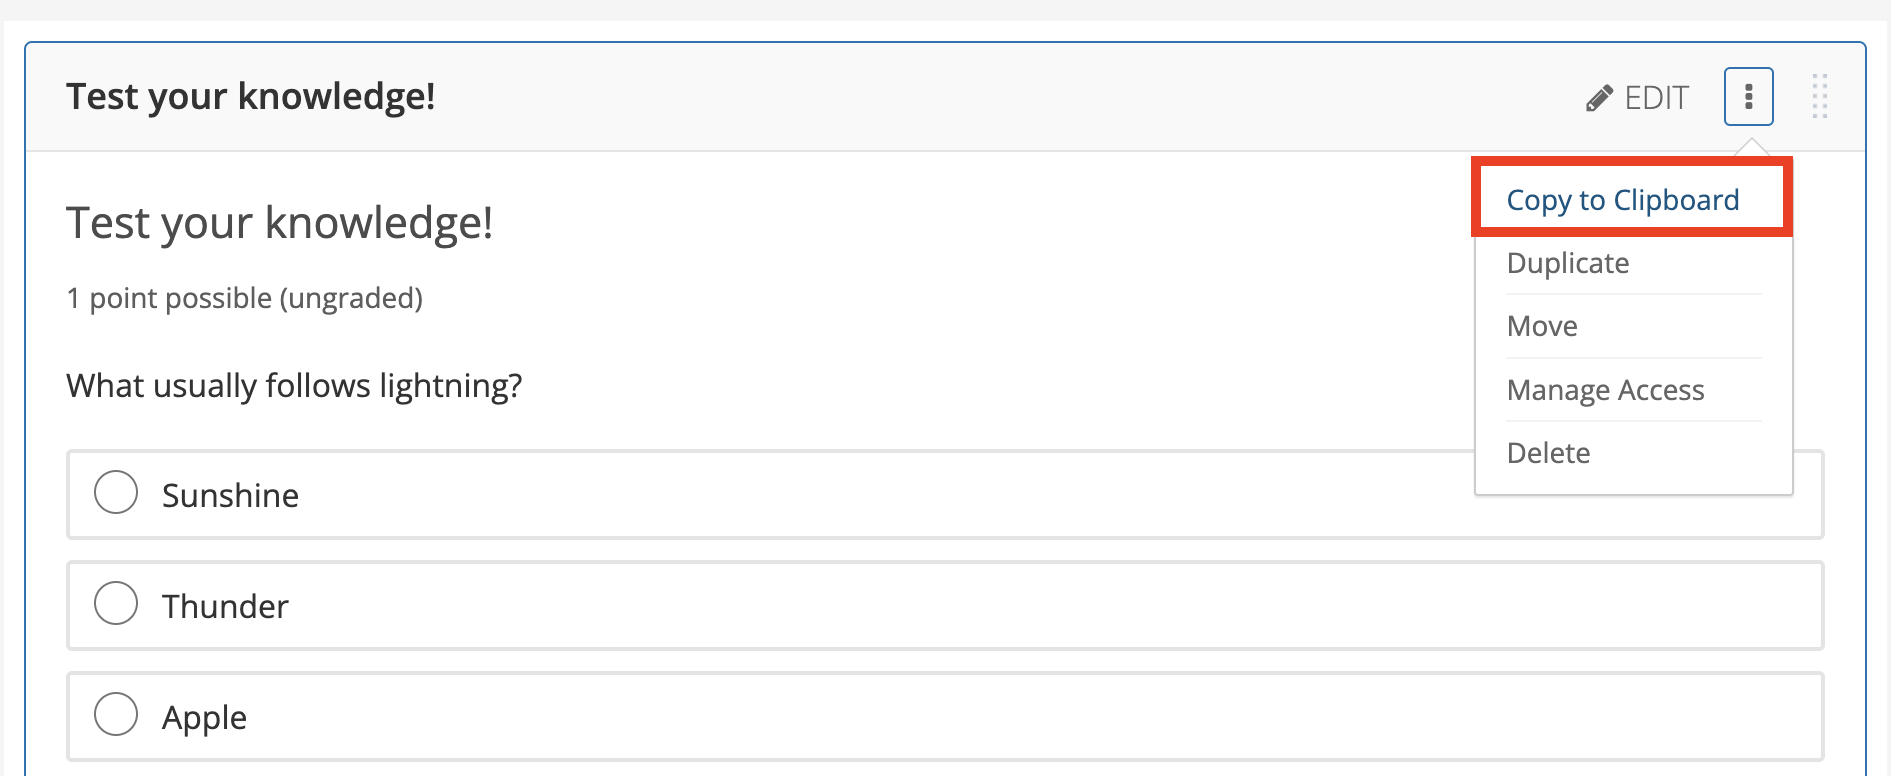 Test your knowledge!
EDIT
Copy to Clipboard
Duplicate
Move
Manage Access
Delete
Test your knowledge!
1 point possible (ungraded)
What usually follows lightning?
Sunshine
Thunder
Apple